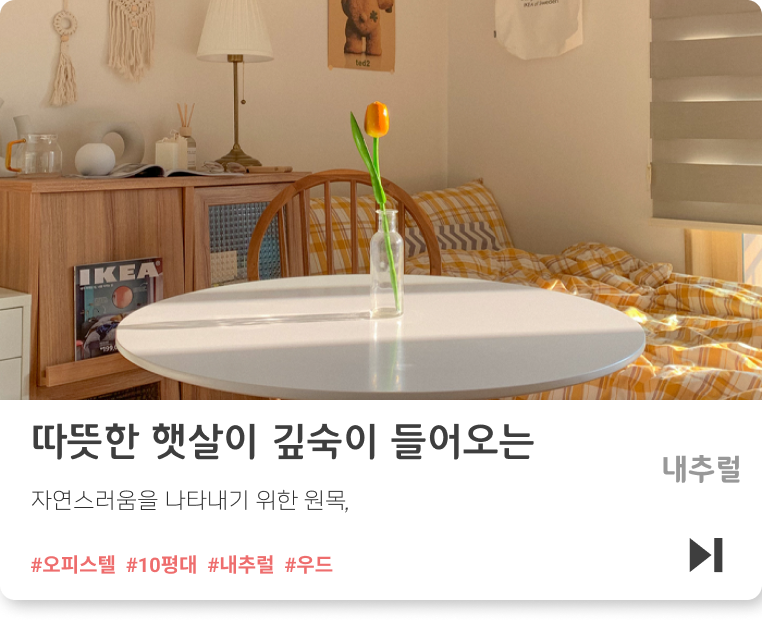 ted2
IKEA
따뜻한 햇살이 깊숙이 들어오는
내추럴
자연스러움을 나타내기 위한 원목,
#오피스텔 #10평대 #내추럴 #우드